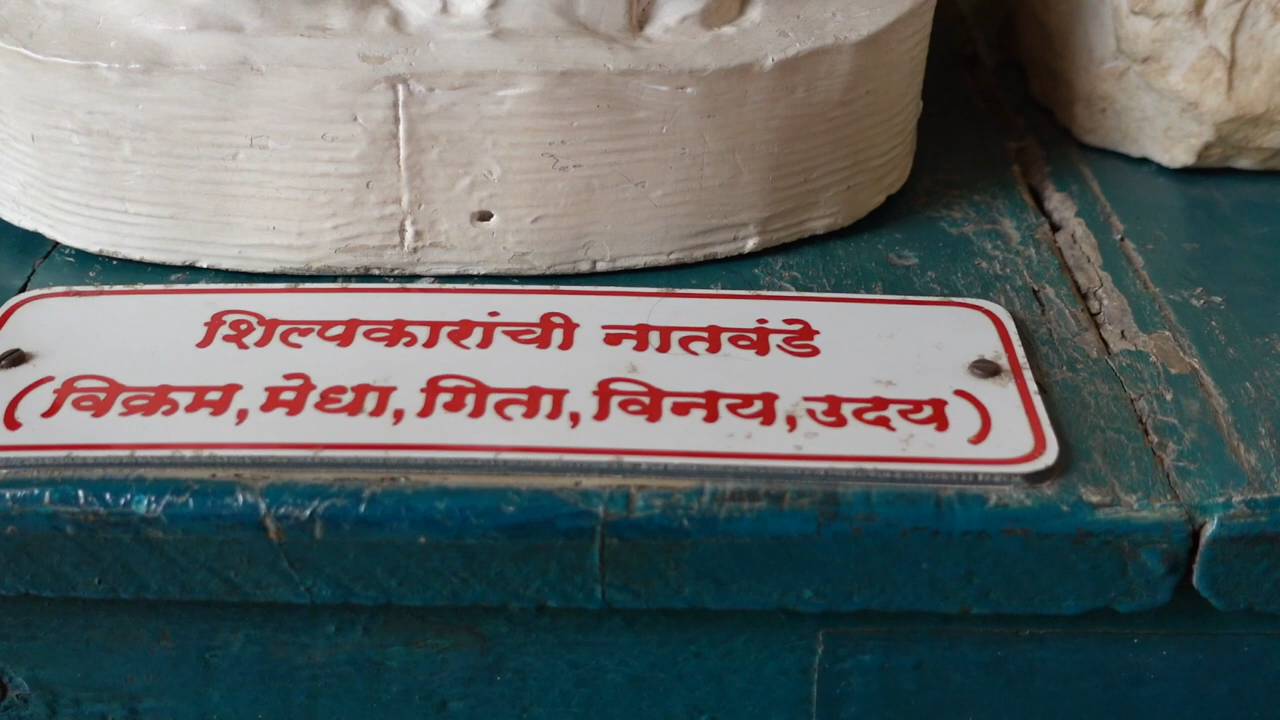 शिल्पकारांची नातवंडे
(विक्रम,मेधा,गिता,विनय,उदय)